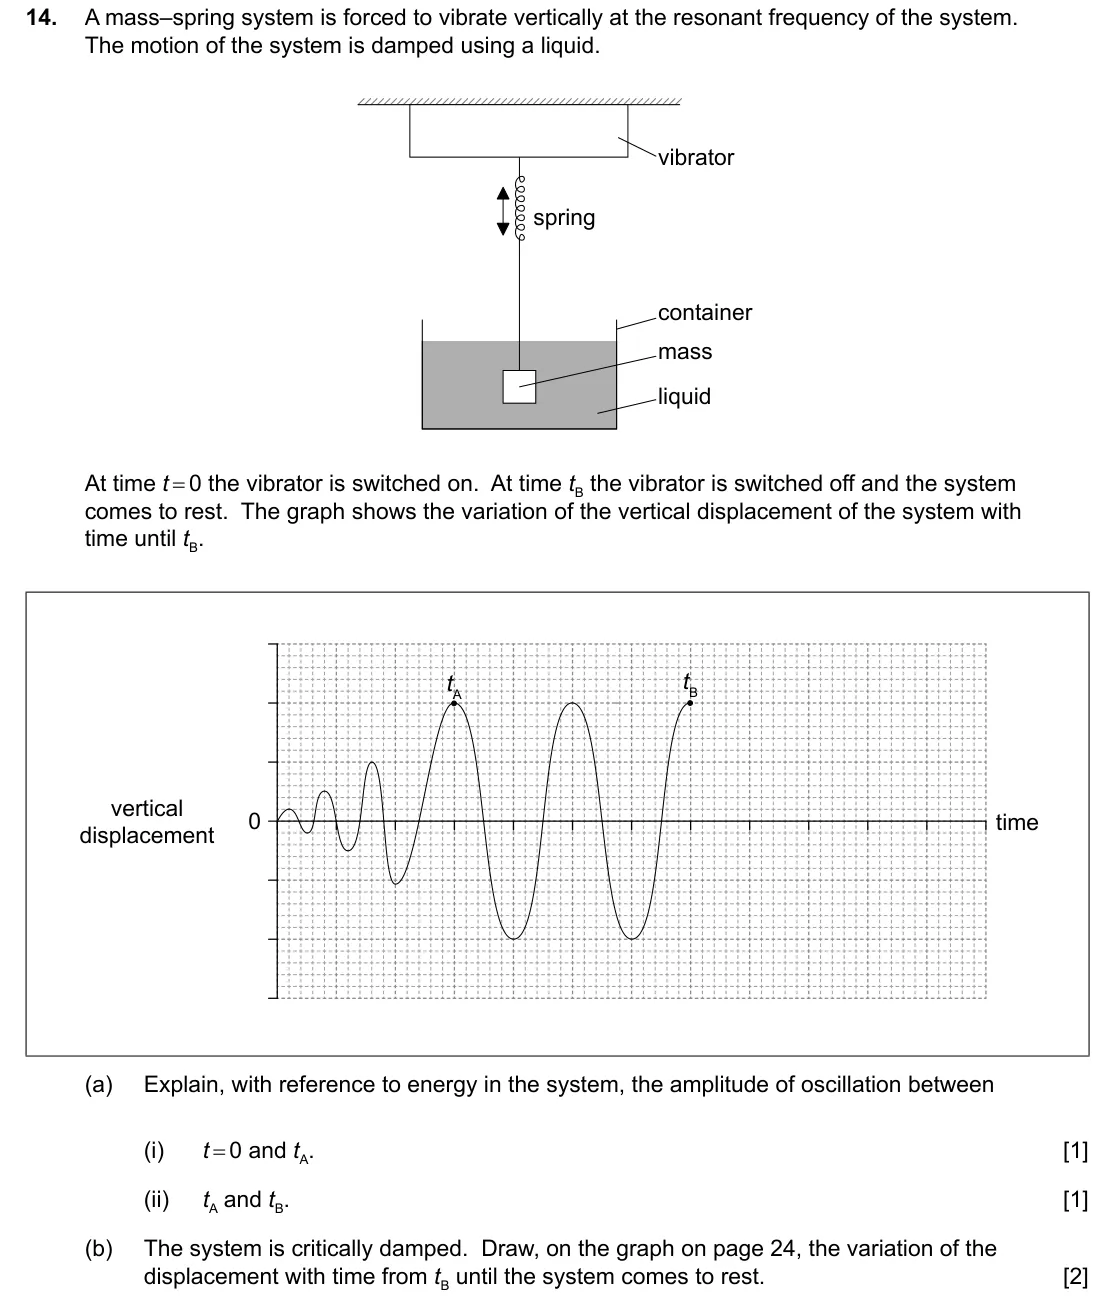 14. A mass–spring system is forced to vibrate vertically at the resonant frequency of the system.
The motion of the system is damped using a liquid.
vibrator
spring
container
mass
liquid
At time t=0 the vibrator is switched on. At time tB the vibrator is switched off and the system
comes to rest. The graph shows the variation of the vertical displacement of the system with
time until tB.
tA
tB
vertical
displacement
0
time
(a) Explain, with reference to energy in the system, the amplitude of oscillation between
(i) t=0 and tA. [1]
(ii) tA and tB. [1]
(b) The system is critically damped. Draw, on the graph on page 24, the variation of the
displacement with time from tB until the system comes to rest. [2]